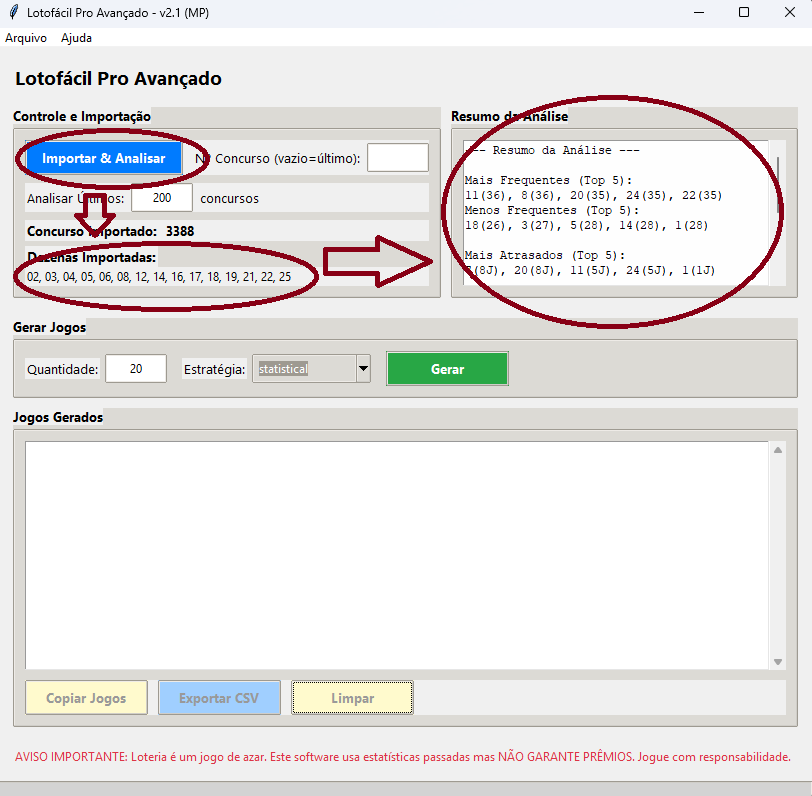 Lotofácil Pro Avançado - v2.1 (MP)
Arquivo Ajuda
Lotofácil Pro Avançado
Controle e Importação
Importar & Analisar
Nº Concurso (vazio=último):
Analisar Últimos: 200 concursos
Concurso Importado: 3388
Dezenas Importadas:
02, 03, 04, 05, 06, 08, 12, 14, 16, 17, 18, 19, 21, 22, 25
Resumo da Análise
--- Resumo da Análise ---
Mais Frequentes (Top 5):
11(36), 8(36), 20(35), 24(35), 22(35)
Menos Frequentes (Top 5):
18(26), 3(27), 5(28), 14(28), 1(28)
Mais Atrasados (Top 5):
(8J), 20(8J), 11(5J), 24(5J), 1(1J)
Gerar Jogos
Quantidade: 20 Estratégia: statistical Gerar
Jogos Gerados
Copiar Jogos Exportar CSV Limpar
AVISO IMPORTANTE: Loteria é um jogo de azar. Este software usa estatísticas passadas mas NÃO GARANTE PRÊMIOS. Jogue com responsabilidade.